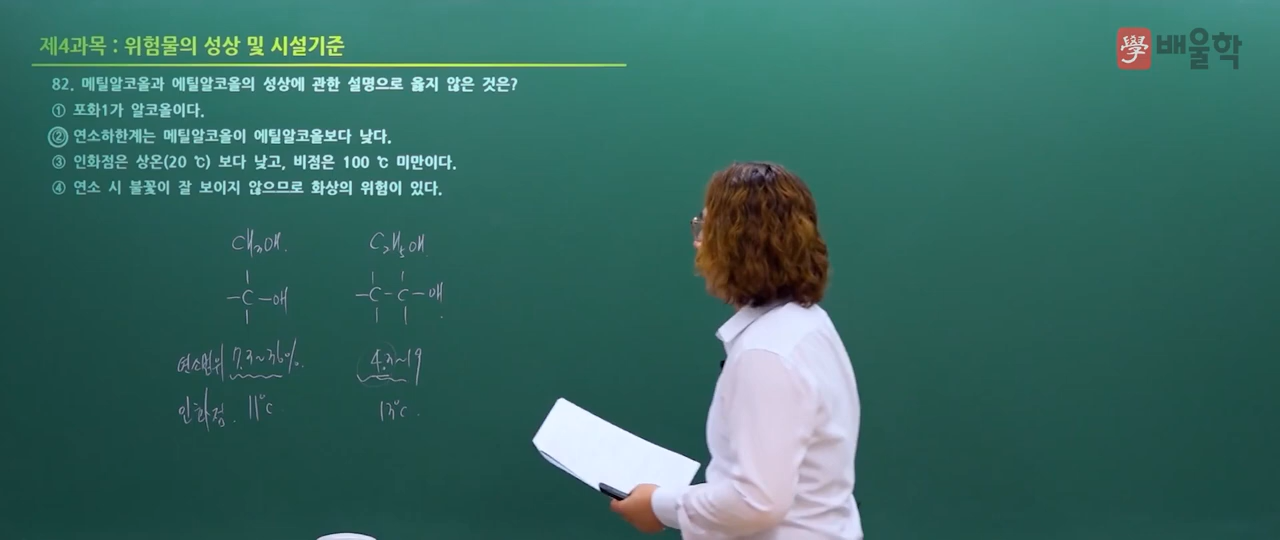 제4과목 : 위험물의 성상 및 시설기준
學 배울학
82. 메틸알코올과 에틸알코올의 성상에 관한 설명으로 옳지 않은 것은?
① 포화1가 알코올이다.
② 연소하한계는 메틸알코올이 에틸알코올보다 낮다.
③ 인화점은 상온(20 ℃) 보다 낮고, 비점은 100 ℃ 미만이다.
④ 연소 시 불꽃이 잘 보이지 않으므로 화상의 위험이 있다.
CH₃OH. C₂H₅OH
-C-OH -C-C-OH
연소범위 7.3~36%. 4.3~19
인화점. 11℃ 13℃.